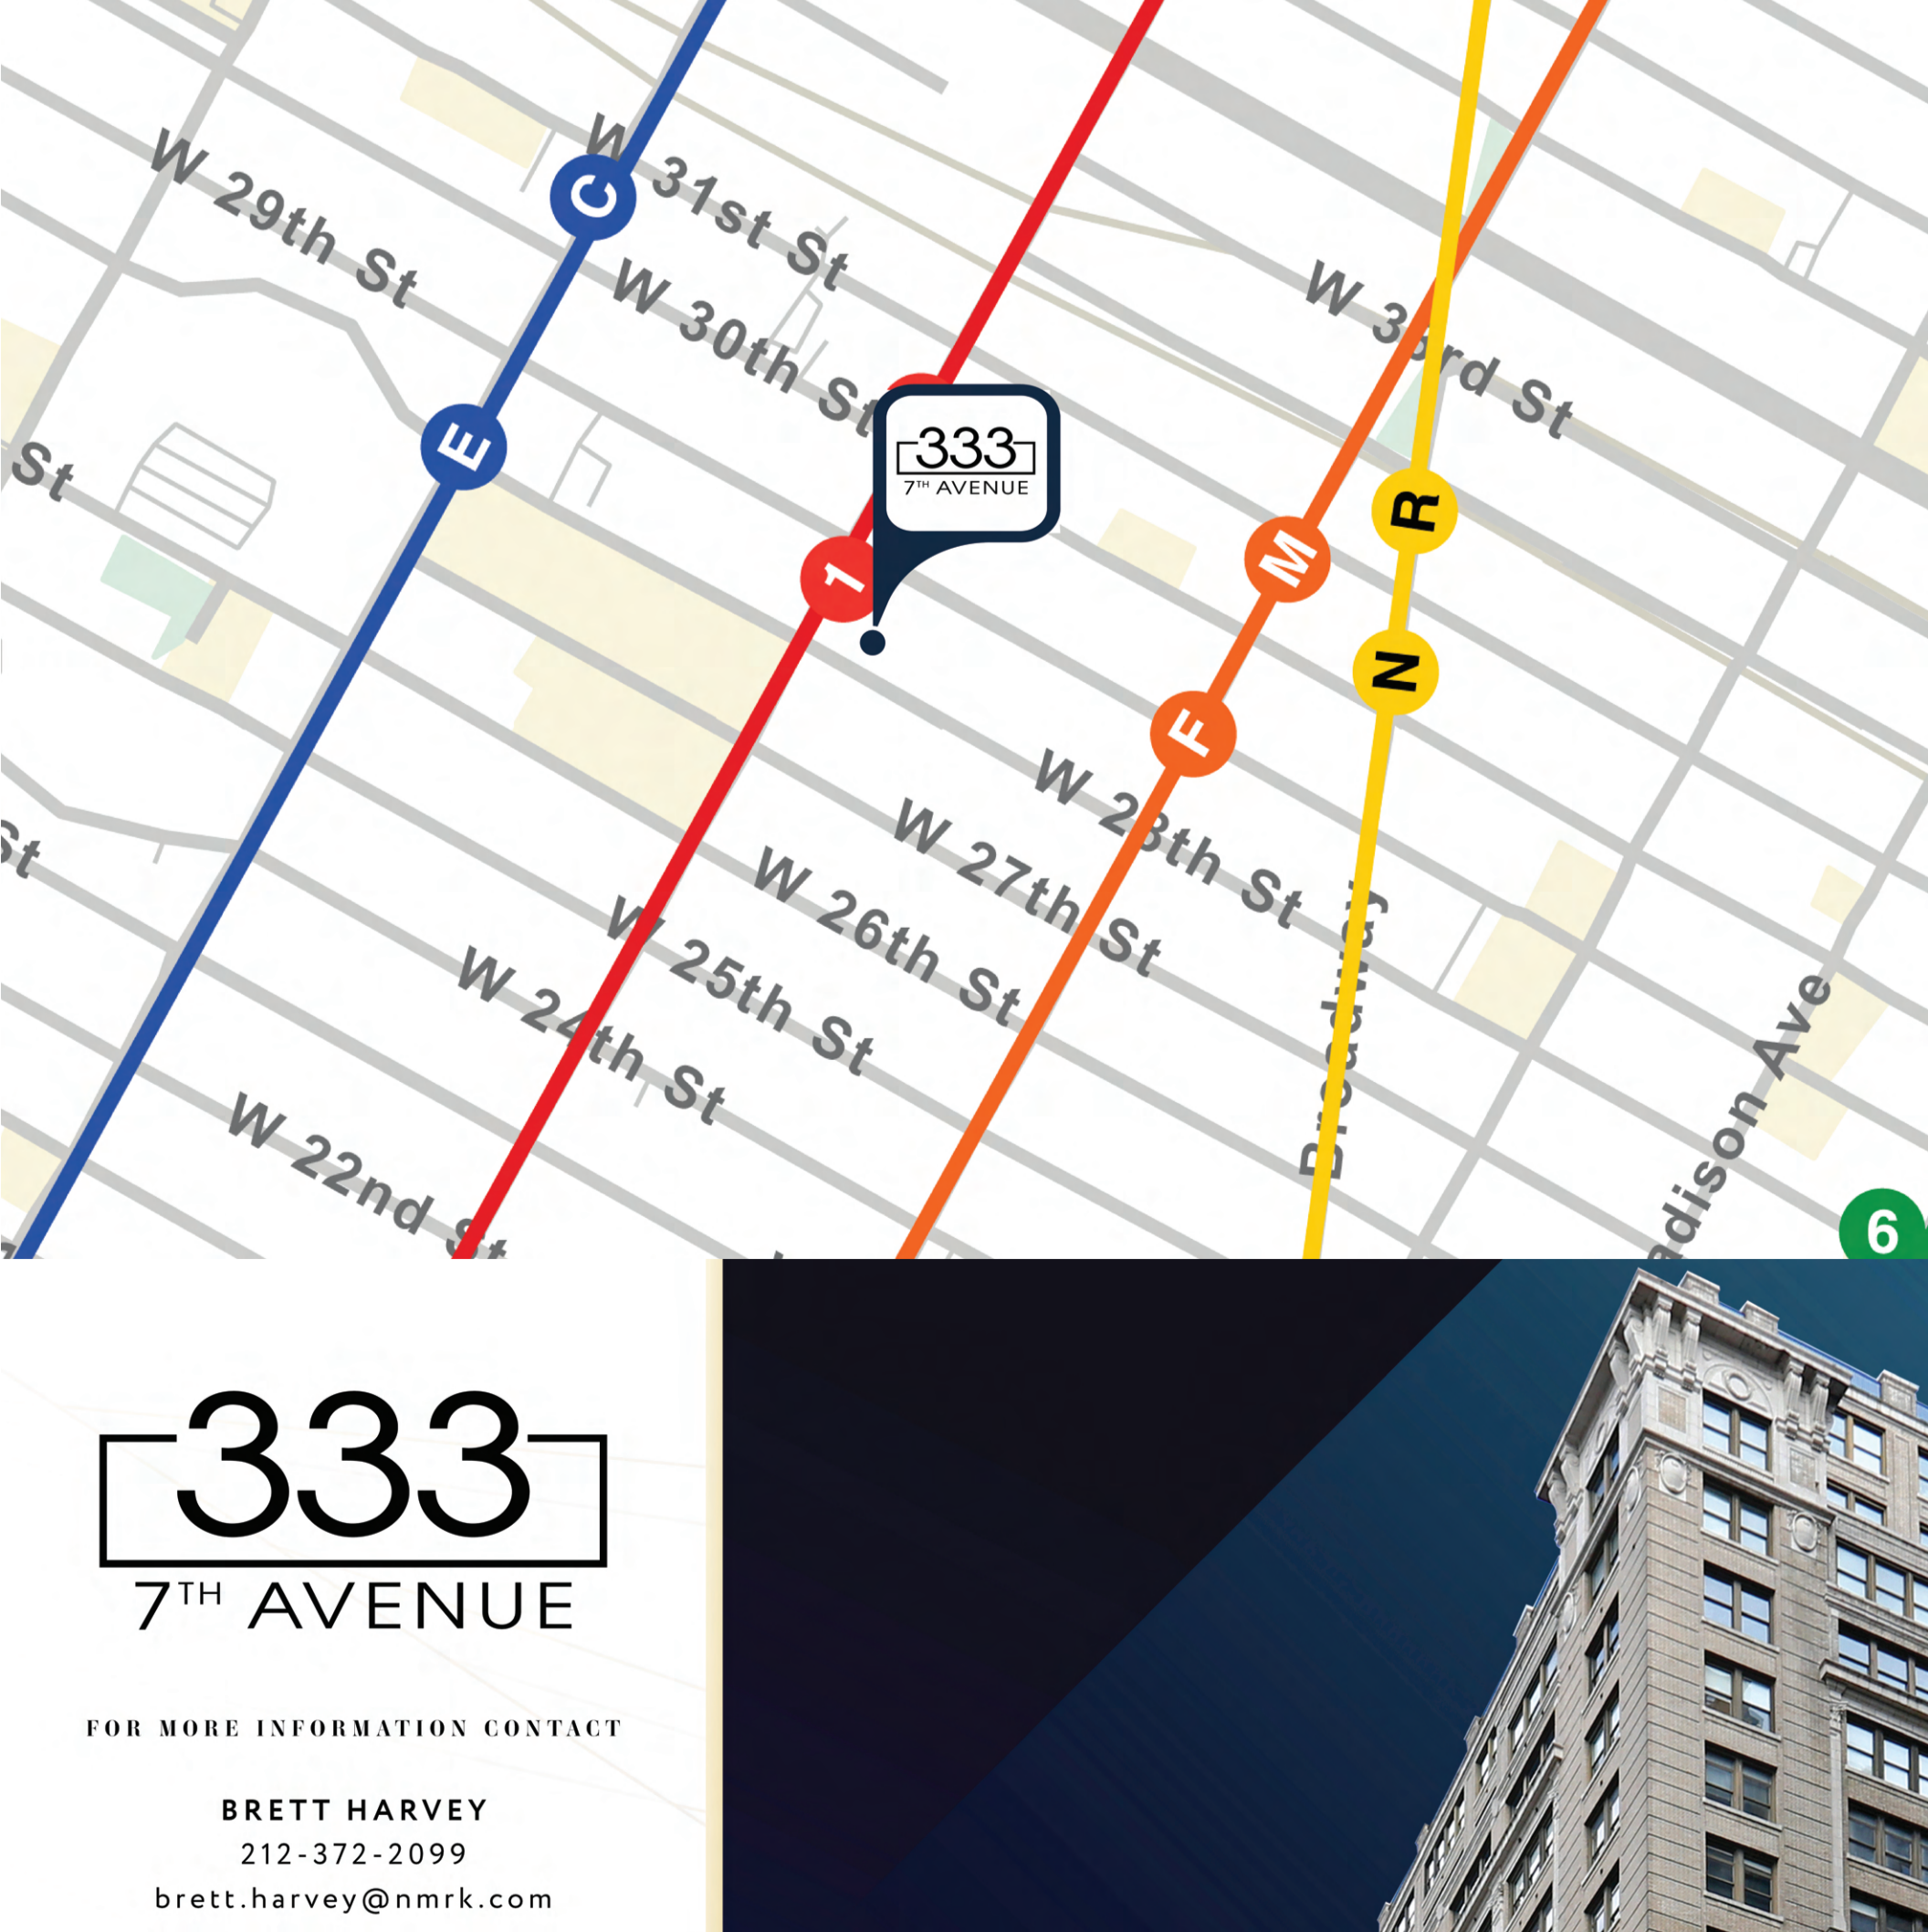 W 31st St
C
W 29th St
W 30th St
W 33rd St
333
7TH AVENUE
St
E
R
1
M
N
F
W 28th St
W 27th St
St
W 26th St
W 25th St
Broadway
W 24th St
adison Ave
W 22nd St
6
333
7TH AVENUE
FOR MORE INFORMATION CONTACT
BRETT HARVEY
212-372-2099
brett.harvey@nmrk.com